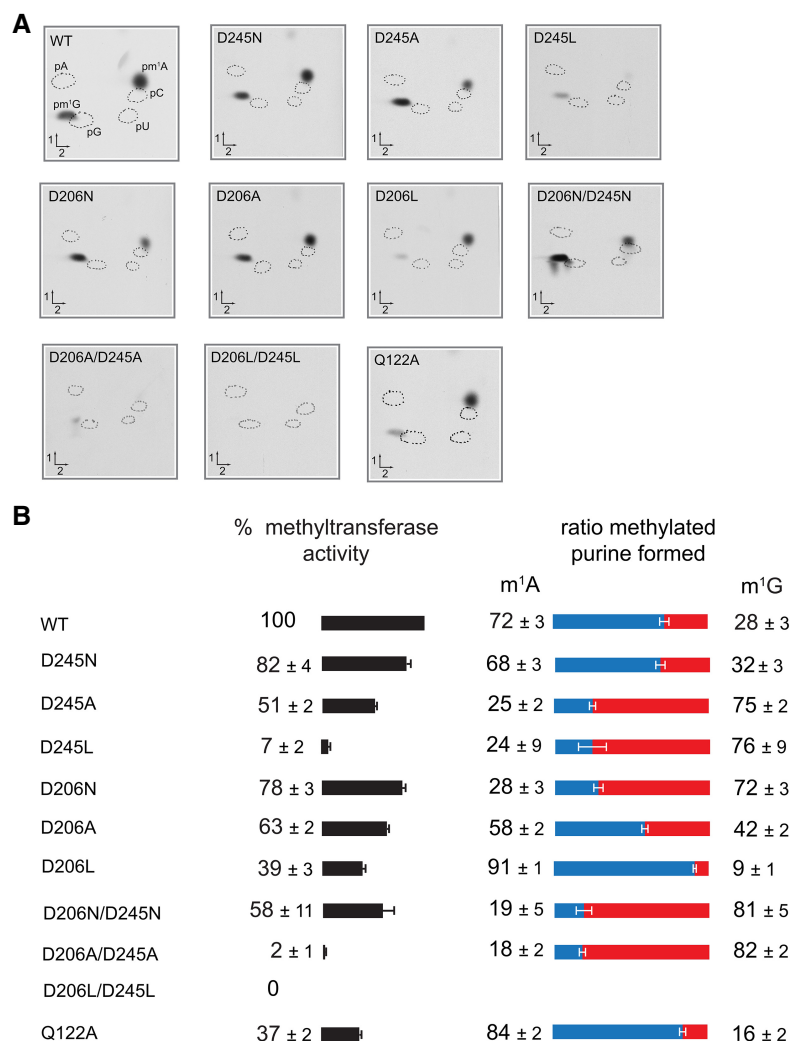 A
WT
pA
pm¹A
pC
pm¹G
pG
pU
1
2
D245N
1
2
D245A
1
2
D245L
1
2
D206N
1
2
D206A
1
2
D206L
1
2
D206N/D245N
1
2
D206A/D245A
1
2
D206L/D245L
1
2
Q122A
1
2
B
% methyltransferase activity
ratio methylated purine formed
m¹A
m¹G
WT 100 72 ± 3 28 ± 3
D245N 82 ± 4 68 ± 3 32 ± 3
D245A 51 ± 2 25 ± 2 75 ± 2
D245L 7 ± 2 24 ± 9 76 ± 9
D206N 78 ± 3 28 ± 3 72 ± 3
D206A 63 ± 2 58 ± 2 42 ± 2
D206L 39 ± 3 91 ± 1 9 ± 1
D206N/D245N 58 ± 11 19 ± 5 81 ± 5
D206A/D245A 2 ± 1 18 ± 2 82 ± 2
D206L/D245L 0
Q122A 37 ± 2 84 ± 2 16 ± 2